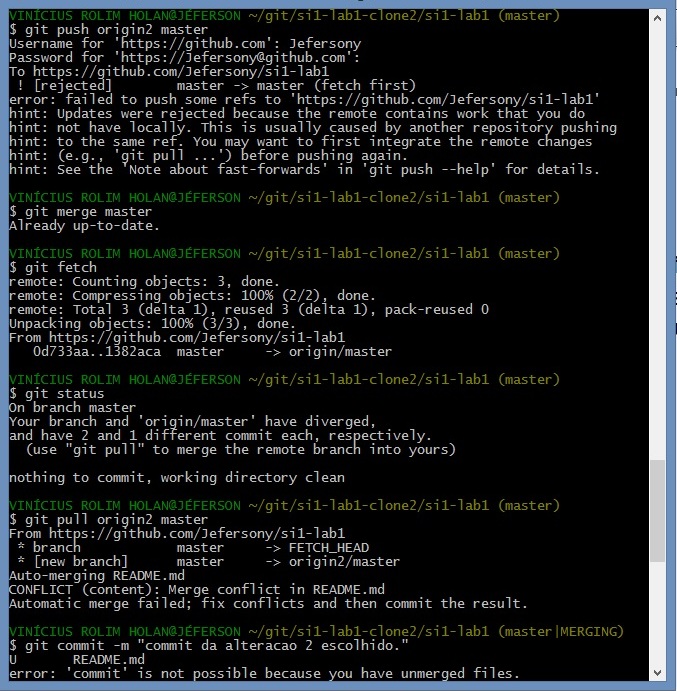 VINÍCIUS ROLIM HOLAN@JÉFERSON ~/git/si1-lab1-clone2/si1-lab1 (master)
$ git push origin2 master
Username for 'https://github.com': Jefersony
Password for 'https://Jefersony@github.com':
To https://github.com/Jefersony/si1-lab1
 ! [rejected]        master -> master (fetch first)
error: failed to push some refs to 'https://github.com/Jefersony/si1-lab1'
hint: Updates were rejected because the remote contains work that you do
hint: not have locally. This is usually caused by another repository pushing
hint: to the same ref. You may want to first integrate the remote changes
hint: (e.g., 'git pull ...') before pushing again.
hint: See the 'Note about fast-forwards' in 'git push --help' for details.
VINÍCIUS ROLIM HOLAN@JÉFERSON ~/git/si1-lab1-clone2/si1-lab1 (master)
$ git merge master
Already up-to-date.
VINÍCIUS ROLIM HOLAN@JÉFERSON ~/git/si1-lab1-clone2/si1-lab1 (master)
$ git fetch
remote: Counting objects: 3, done.
remote: Compressing objects: 100% (2/2), done.
remote: Total 3 (delta 1), reused 3 (delta 1), pack-reused 0
Unpacking objects: 100% (3/3), done.
From https://github.com/Jefersony/si1-lab1
   0d733aa..1382aca  master     -> origin/master
VINÍCIUS ROLIM HOLAN@JÉFERSON ~/git/si1-lab1-clone2/si1-lab1 (master)
$ git status
On branch master
Your branch and 'origin/master' have diverged,
and have 2 and 1 different commit each, respectively.
  (use "git pull" to merge the remote branch into yours)
nothing to commit, working directory clean
VINÍCIUS ROLIM HOLAN@JÉFERSON ~/git/si1-lab1-clone2/si1-lab1 (master)
$ git pull origin2 master
From https://github.com/Jefersony/si1-lab1
 * branch            master     -> FETCH_HEAD
 * [new branch]      master     -> origin2/master
Auto-merging README.md
CONFLICT (content): Merge conflict in README.md
Automatic merge failed; fix conflicts and then commit the result.
VINÍCIUS ROLIM HOLAN@JÉFERSON ~/git/si1-lab1-clone2/si1-lab1 (master|MERGING)
$ git commit -m "commit da alteracao 2 escolhido."
U       README.md
error: 'commit' is not possible because you have unmerged files.